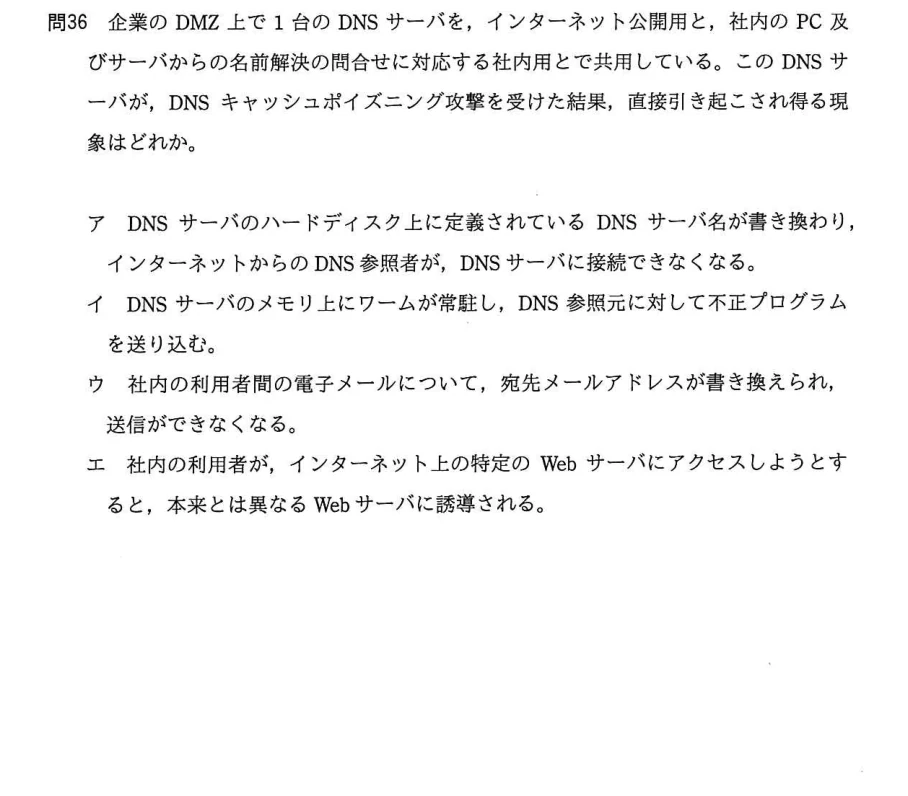 問36 企業の DMZ 上で 1 台の DNS サーバを，インターネット公開用と，社内の PC 及
びサーバからの名前解決の問合せに対応する社内用とで共用している。この DNS サ
ーバが，DNS キャッシュポイズニング攻撃を受けた結果，直接引き起こされ得る現
象はどれか。
ア DNS サーバのハードディスク上に定義されている DNS サーバ名が書き換わり，
インターネットからの DNS 参照者が，DNS サーバに接続できなくなる。
イ DNS サーバのメモリ上にワームが常駐し，DNS 参照元に対して不正プログラム
を送り込む。
ウ 社内の利用者間の電子メールについて，宛先メールアドレスが書き換えられ，
送信ができなくなる。
エ 社内の利用者が，インターネット上の特定の Web サーバにアクセスしようとす
ると，本来とは異なる Web サーバに誘導される。